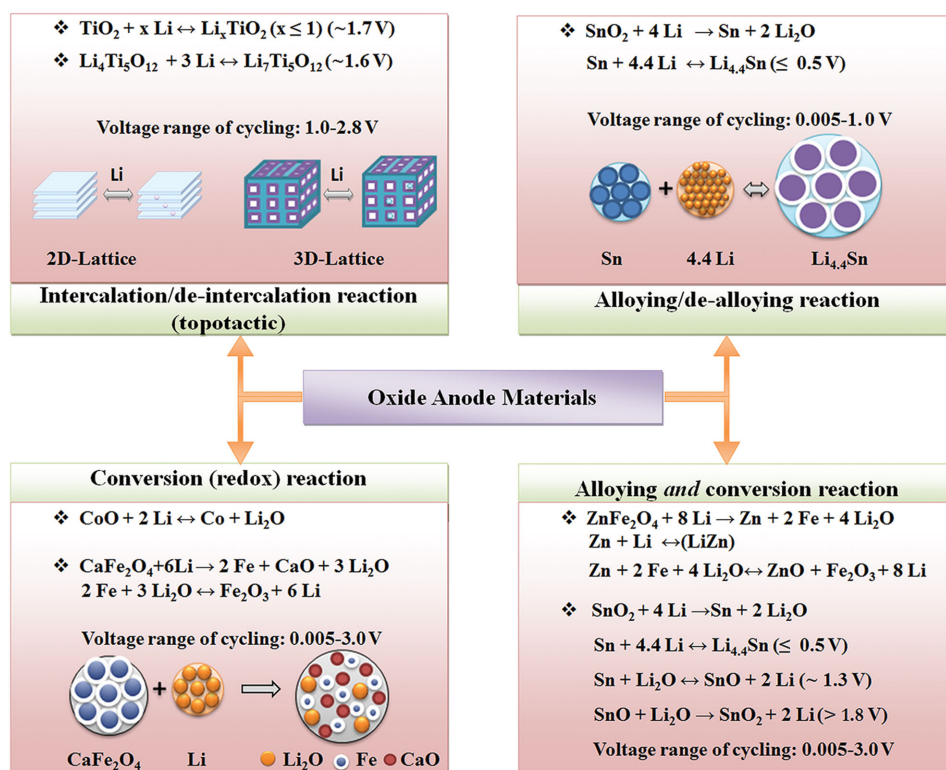 ❖ TiO₂ + x Li ↔ LiₓTiO₂ (x ≤ 1) (~1.7 V)
❖ Li₄Ti₅O₁₂ + 3 Li ↔ Li₇Ti₅O₁₂ (~1.6 V)
Voltage range of cycling: 1.0-2.8 V
Li
Li
2D-Lattice
3D-Lattice
Intercalation/de-intercalation reaction
(topotactic)
❖ SnO₂ + 4 Li → Sn + 2 Li₂O
Sn + 4.4 Li ↔ Li₄.₄Sn (≤ 0.5 V)
Voltage range of cycling: 0.005-1.0 V
+
Sn
4.4 Li
Li₄.₄Sn
Alloying/de-alloying reaction
Oxide Anode Materials
Conversion (redox) reaction
❖ CoO + 2 Li ↔ Co + Li₂O
❖ CaFe₂O₄+6Li→ 2 Fe + CaO + 3 Li₂O
2 Fe + 3 Li₂O ↔ Fe₂O₃ + 6 Li
Voltage range of cycling: 0.005-3.0 V
+
CaFe₂O₄
Li
Li₂O
Fe
CaO
Alloying and conversion reaction
❖ ZnFe₂O₄ + 8 Li → Zn + 2 Fe + 4 Li₂O
Zn + Li ↔(LiZn)
Zn + 2 Fe + 4 Li₂O↔ ZnO + Fe₂O₃ + 8 Li
❖ SnO₂ + 4 Li →Sn + 2 Li₂O
Sn + 4.4 Li ↔ Li₄.₄Sn (≤ 0.5 V)
Sn + Li₂O ↔ SnO + 2 Li (~ 1.3 V)
SnO + Li₂O → SnO₂ + 2 Li (> 1.8 V)
Voltage range of cycling: 0.005-3.0 V